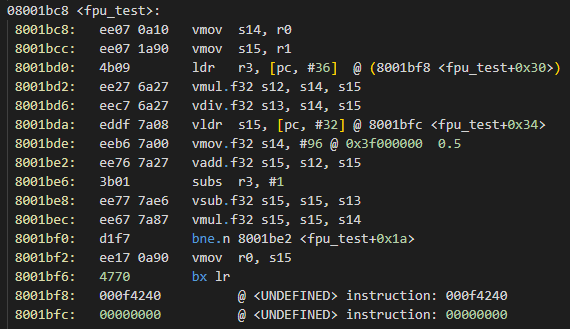 08001bc8 <fpu_test>:
8001bc8: ee07 0a10 vmov s14, r0
8001bcc: ee07 1a90 vmov s15, r1
8001bd0: 4b09 ldr r3, [pc, #36] @ (8001bf8 <fpu_test+0x30>)
8001bd2: ee27 6a27 vmul.f32 s12, s14, s15
8001bd6: eec7 6a27 vdiv.f32 s13, s14, s15
8001bda: eddf 7a08 vldr s15, [pc, #32] @ 8001bfc <fpu_test+0x34>
8001bde: eeb6 7a00 vmov.f32 s14, #96 @ 0x3f000000 0.5
8001be2: ee76 7a27 vadd.f32 s15, s12, s15
8001be6: 3b01 subs r3, #1
8001be8: ee77 7ae6 vsub.f32 s15, s15, s13
8001bec: ee67 7a87 vmul.f32 s15, s15, s14
8001bf0: d1f7 bne.n 8001be2 <fpu_test+0x1a>
8001bf2: ee17 0a90 vmov r0, s15
8001bf6: 4770 bx lr
8001bf8: 000f4240 @ <UNDEFINED> instruction: 000f4240
8001bfc: 00000000 @ <UNDEFINED> instruction: 00000000